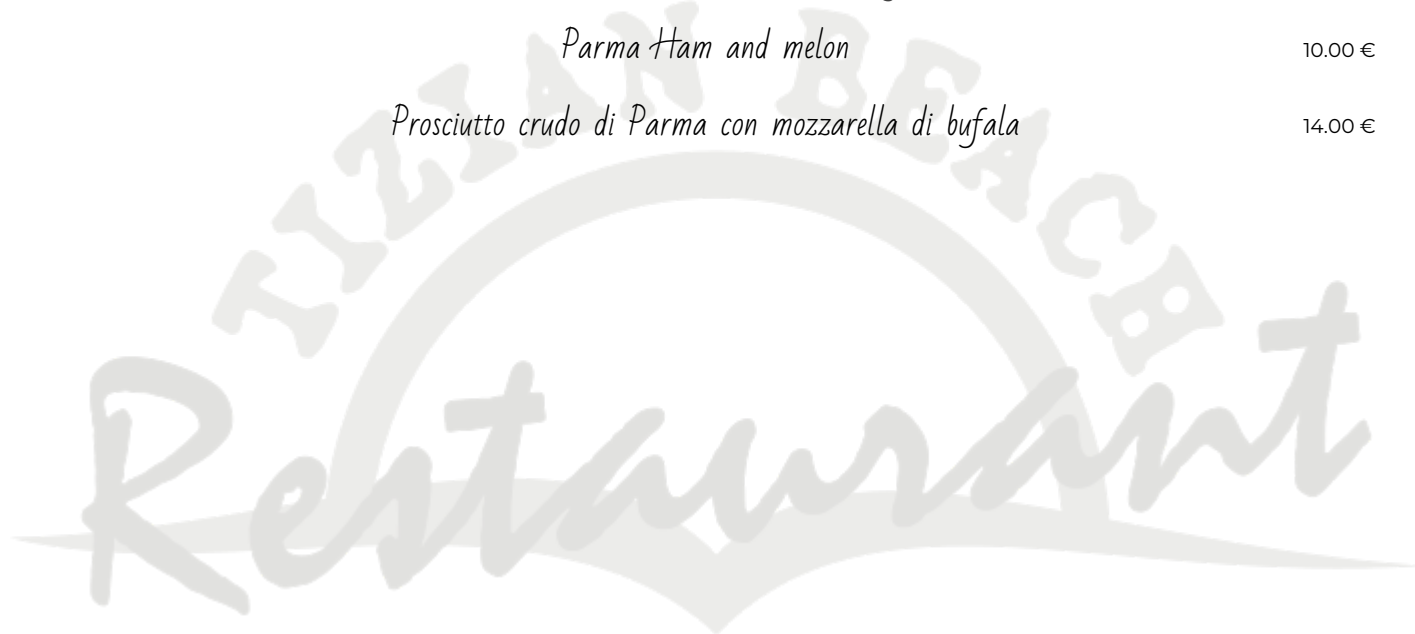 Parma Ham and melon 10.00 €
Prosciutto crudo di Parma con mozzarella di bufala 14.00 €
TIZIAN BEACH
Restaurant